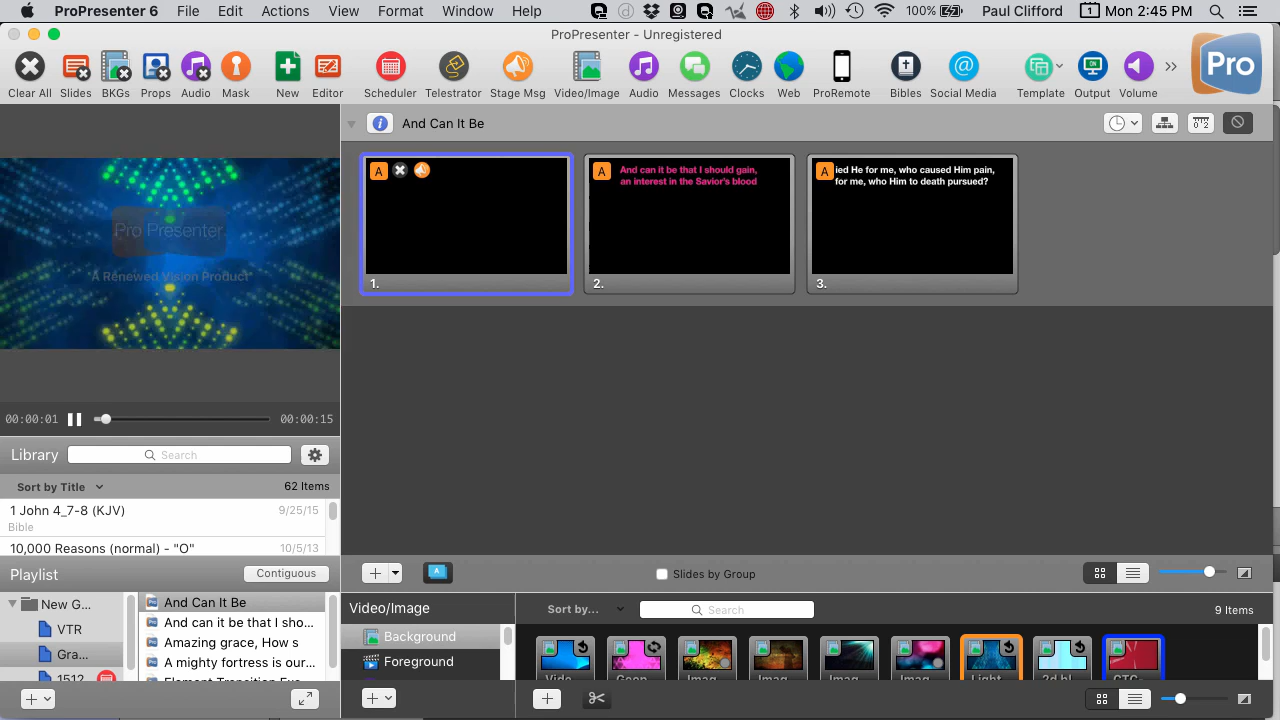 ProPresenter 6 File Edit Actions View Format Window Help 100% Paul Clifford 1 Mon 2:45 PM
ProPresenter - Unregistered
Clear All Slides BKGs Props Audio Mask New Editor Scheduler Telestrator Stage Msg Video/Image Audio Messages Clocks Web ProRemote Bibles Social Media Template Output Volume
Pro
And Can It Be
A
A And can it be that I should gain,
an interest in the Savior's blood
A ied He for me, who caused Him pain,
for me, who Him to death pursued?
1. 2. 3.
Pro Presenter
A Renewed Vision Product
00:00:01 00:00:15
Library Search
Sort by Title 62 Items
1 John 4_7-8 (KJV) 9/25/15
Bible
10,000 Reasons (normal) - "O" 10/5/13
Slides by Group
Playlist Contiguous
New G...
VTR
Gra...
1512
And Can It Be
And can it be that I sho...
Amazing grace, How s
A mighty fortress is our...
Video/Image
Background
Foreground
Sort by... Search 9 Items